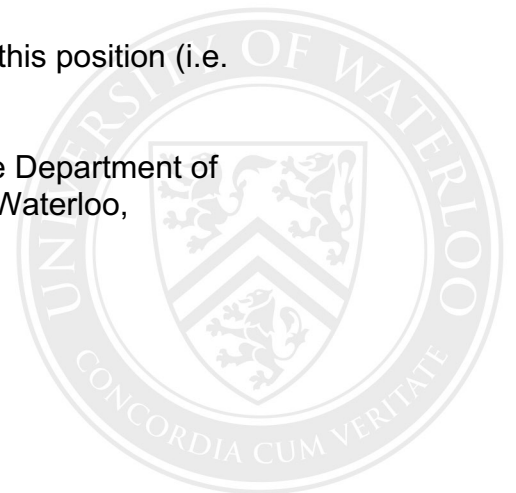 this position (i.e.
e Department of
Waterloo,
UNIVERSITY OF WATERLOO
CONCORDIA CUM VERITATE